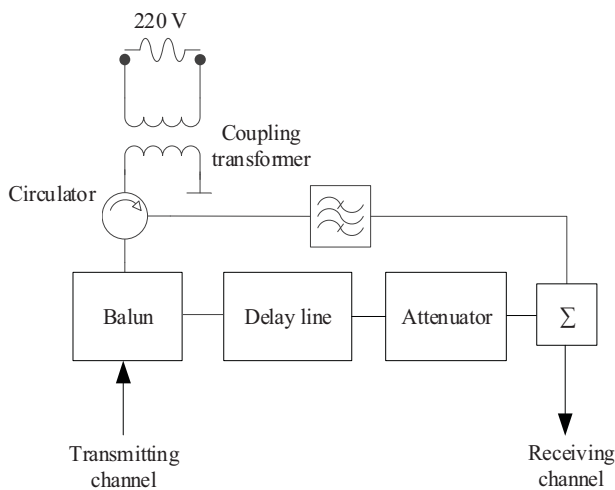 220 V
Coupling
transformer
Circulator
Balun
Delay line
Attenuator
Σ
Transmitting
channel
Receiving
channel